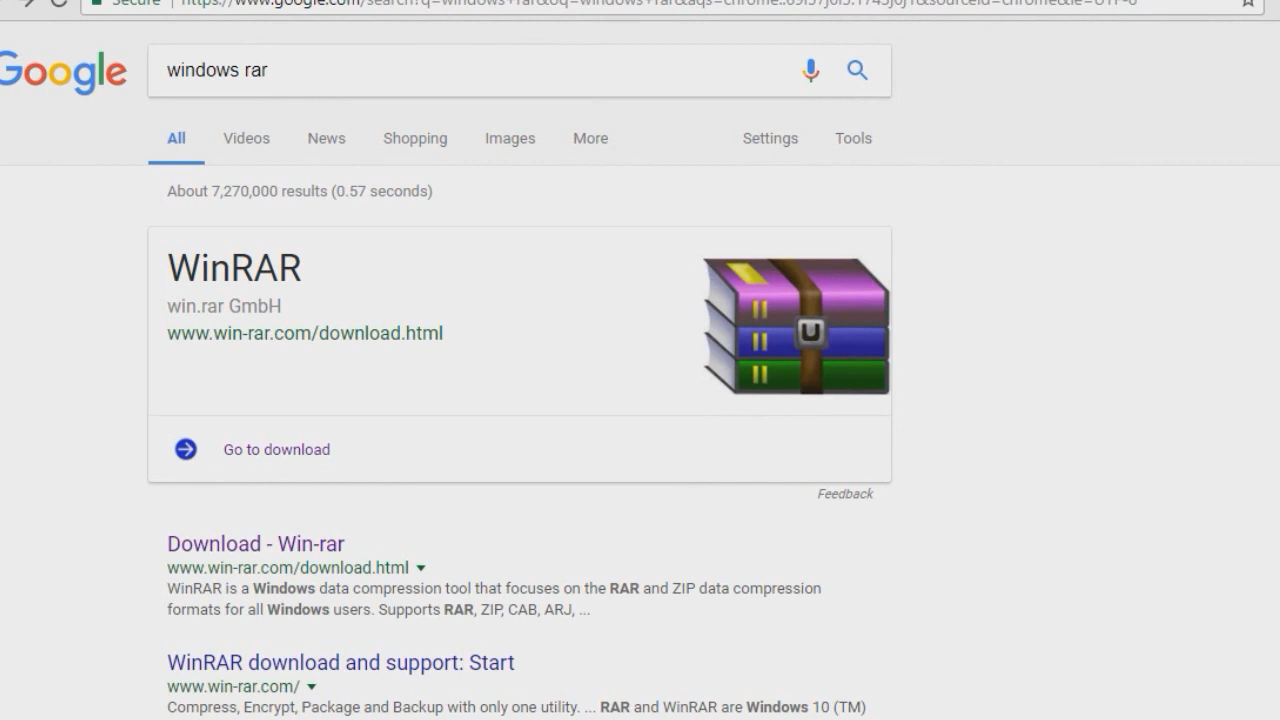 Secure
Google
windows rar
All Videos News Shopping Images More Settings Tools
About 7,270,000 results (0.57 seconds)
WinRAR
win.rar GmbH
www.win-rar.com/download.html
U
Go to download
Feedback
Download - Win-rar
www.win-rar.com/download.html
WinRAR is a Windows data compression tool that focuses on the RAR and ZIP data compression
formats for all Windows users. Supports RAR, ZIP, CAB, ARJ, ...
WinRAR download and support: Start
www.win-rar.com/
Compress, Encrypt, Package and Backup with only one utility. ... RAR and WinRAR are Windows 10 (TM)